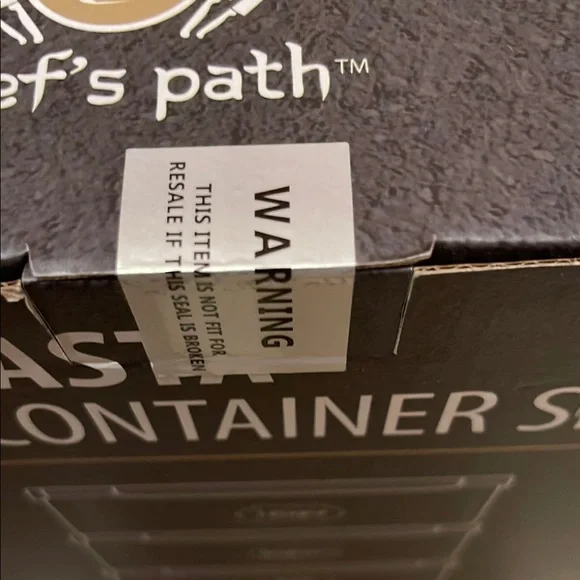 ef's path™
WARNING
THIS ITEM IS NOT FIT FOR
RESALE IF THIS SEAL IS BROKEN
ASTA
CONTAINER S